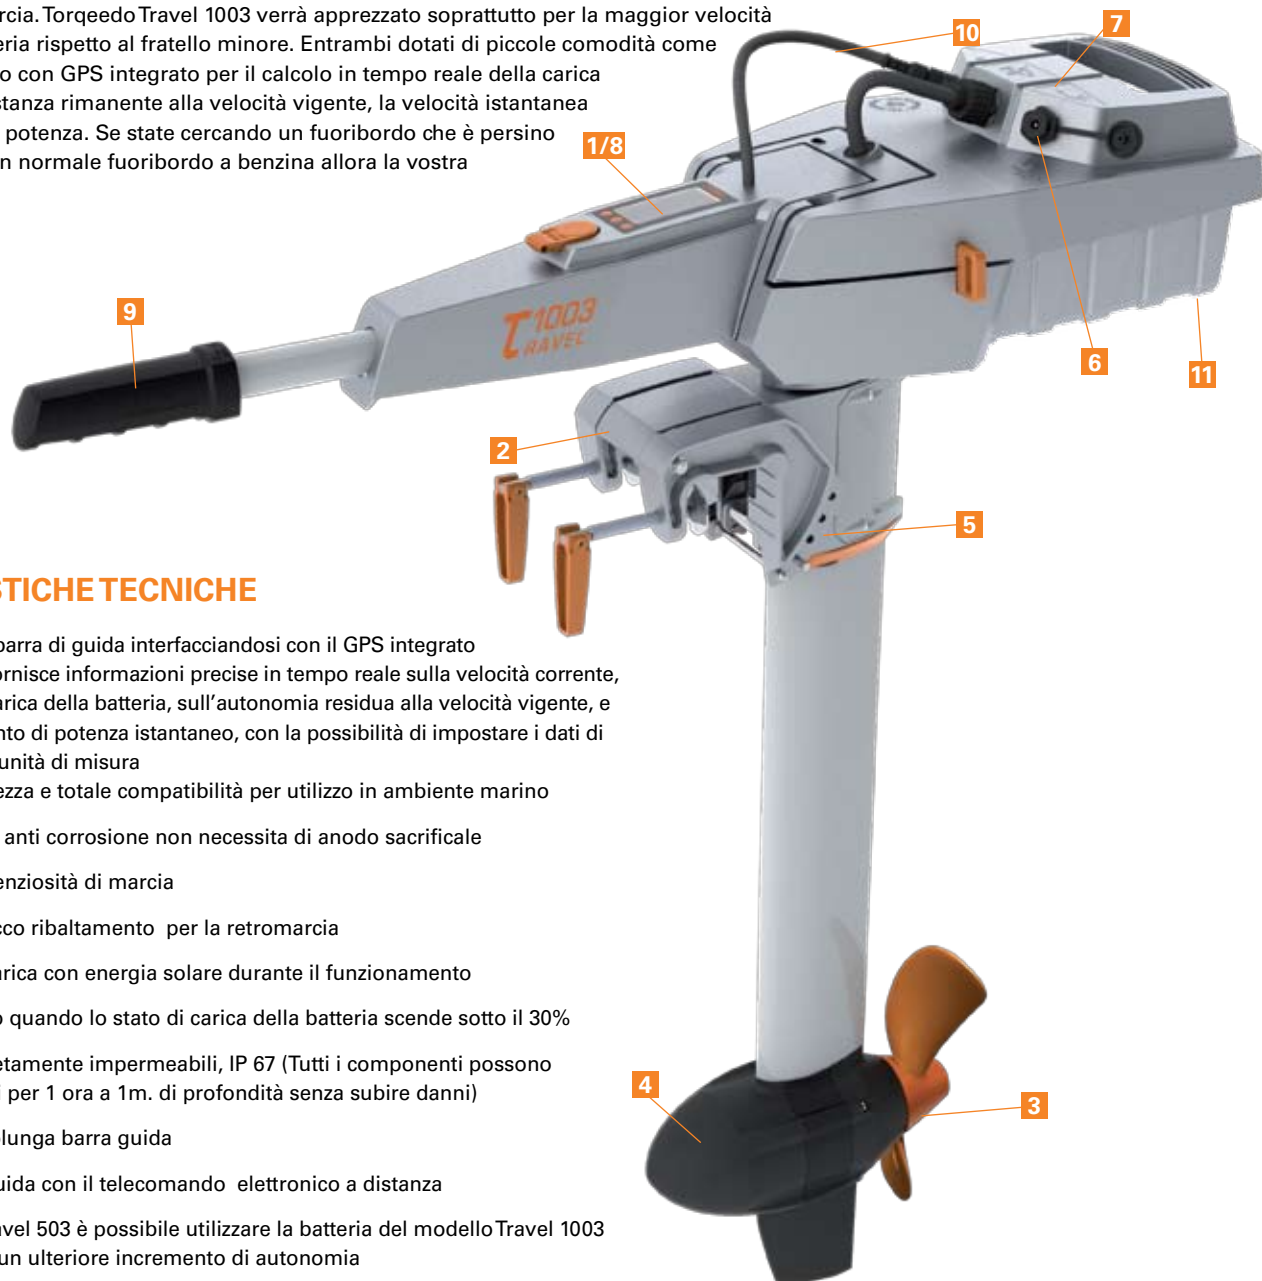 rcia. Torqeedo Travel 1003 verrà apprezzato soprattutto per la maggior velocità
eria rispetto al fratello minore. Entrambi dotati di piccole comodità come
o con GPS integrato per il calcolo in tempo reale della carica
stanza rimanente alla velocità vigente, la velocità istantanea
potenza. Se state cercando un fuoribordo che è persino
n normale fuoribordo a benzina allora la vostra
10
7
1/8
9
T1003
RAVEL
6
11
2
5
STICHE TECNICHE
barra di guida interfacciandosi con il GPS integrato
ornisce informazioni precise in tempo reale sulla velocità corrente,
arica della batteria, sull'autonomia residua alla velocità vigente, e
nto di potenza istantaneo, con la possibilità di impostare i dati di
unità di misura
ezza e totale compatibilità per utilizzo in ambiente marino
anti corrosione non necessita di anodo sacrificale
enziosità di marcia
cco ribaltamento per la retromarcia
arica con energia solare durante il funzionamento
o quando lo stato di carica della batteria scende sotto il 30%
etamente impermeabili, IP 67 (Tutti i componenti possono
i per 1 ora a 1m. di profondità senza subire danni)
olunga barra guida
uida con il telecomando elettronico a distanza
avel 503 è possibile utilizzare la batteria del modello Travel 1003
un ulteriore incremento di autonomia
4
3